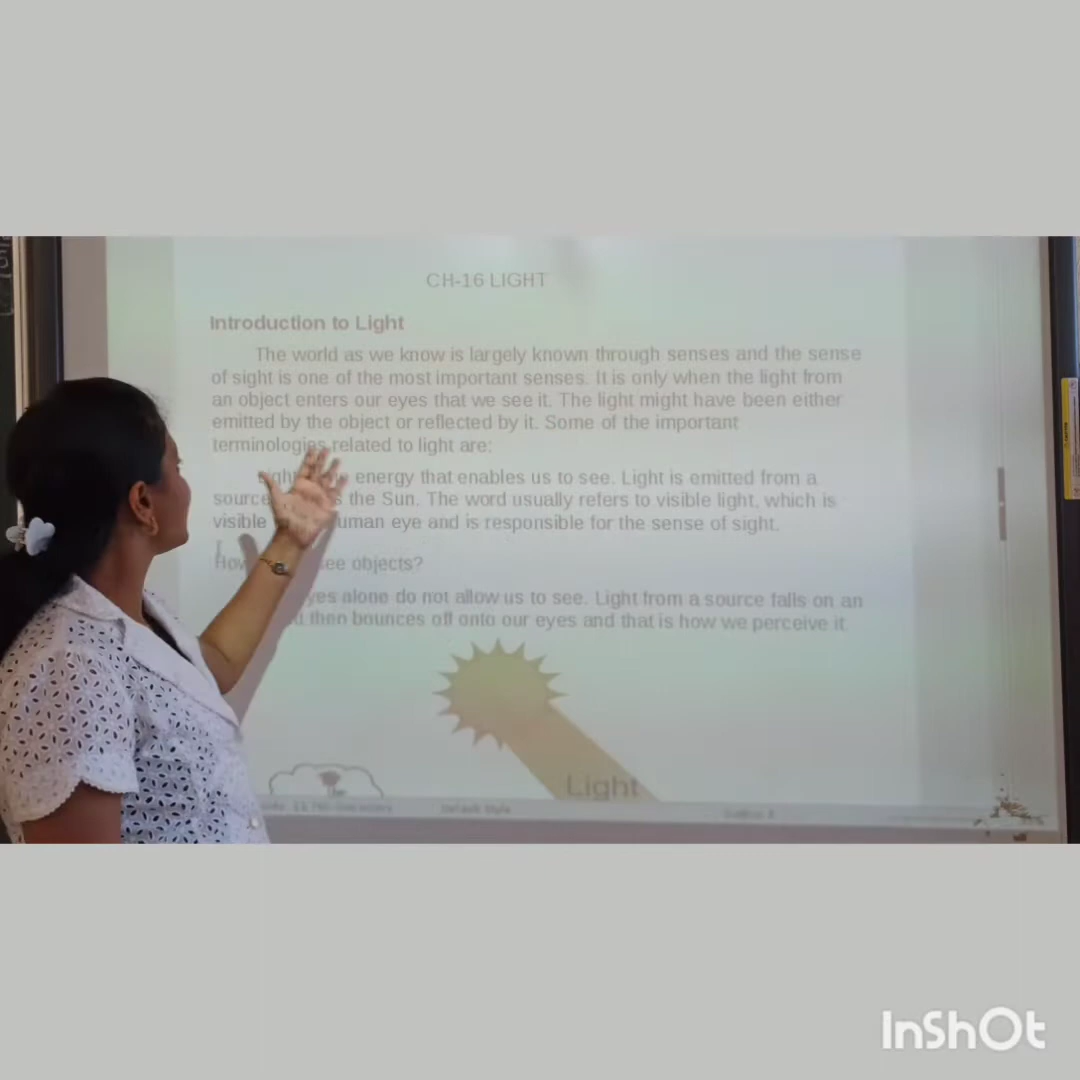 CH-16 LIGHT
Introduction to Light
The world as we know is largely known through senses and the sense
of sight is one of the most important senses. It is only when the light from
an object enters our eyes that we see it. The light might have been either
emitted by the object or reflected by it. Some of the important
terminologies related to light are:
energy that enables us to see. Light is emitted from a
source the Sun. The word usually refers to visible light, which is
visible human eye and is responsible for the sense of sight.
How see objects?
alone do not allow us to see. Light from a source falls on an
then bounces off onto our eyes and that is how we perceive it
Light
Default Style
InShOt